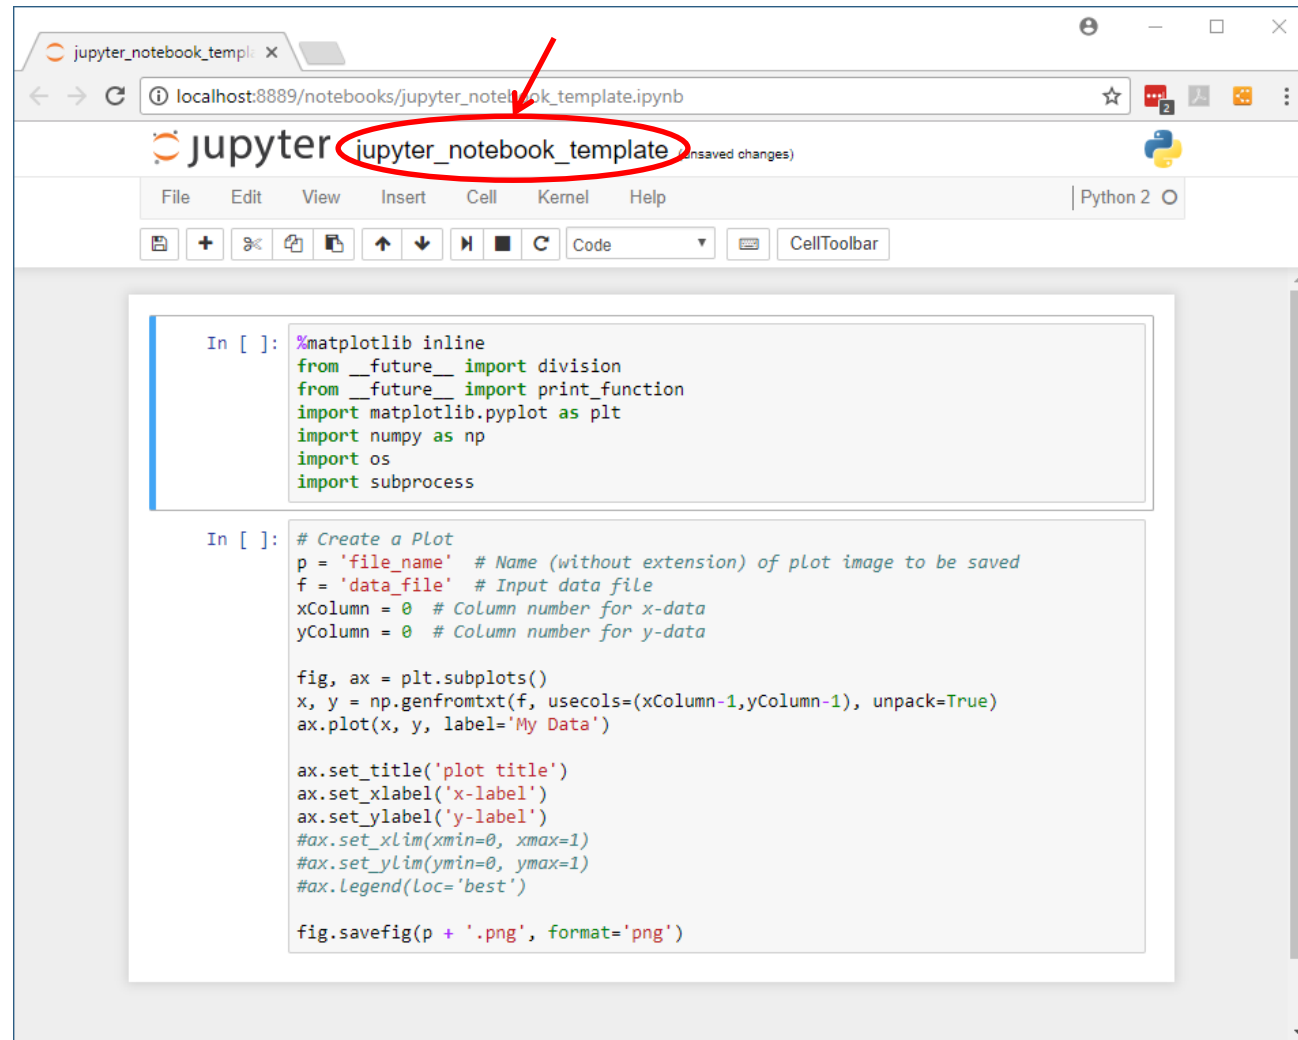 jupyter_notebook_templ
localhost:8889/notebooks/jupyter_notebook_template.ipynb
2
jupyter jupyter_notebook_template (unsaved changes)
File Edit View Insert Cell Kernel Help Python 2
Code CellToolbar
In [ ]: %matplotlib inline
from __future__ import division
from __future__ import print_function
import matplotlib.pyplot as plt
import numpy as np
import os
import subprocess
In [ ]: # Create a Plot
p = 'file_name'  # Name (without extension) of plot image to be saved
f = 'data_file'  # Input data file
xColumn = 0  # Column number for x-data
yColumn = 0  # Column number for y-data
fig, ax = plt.subplots()
x, y = np.genfromtxt(f, usecols=(xColumn-1,yColumn-1), unpack=True)
ax.plot(x, y, label='My Data')
ax.set_title('plot title')
ax.set_xlabel('x-label')
ax.set_ylabel('y-label')
#ax.set_xlim(xmin=0, xmax=1)
#ax.set_ylim(ymin=0, ymax=1)
#ax.legend(loc='best')
fig.savefig(p + '.png', format='png')